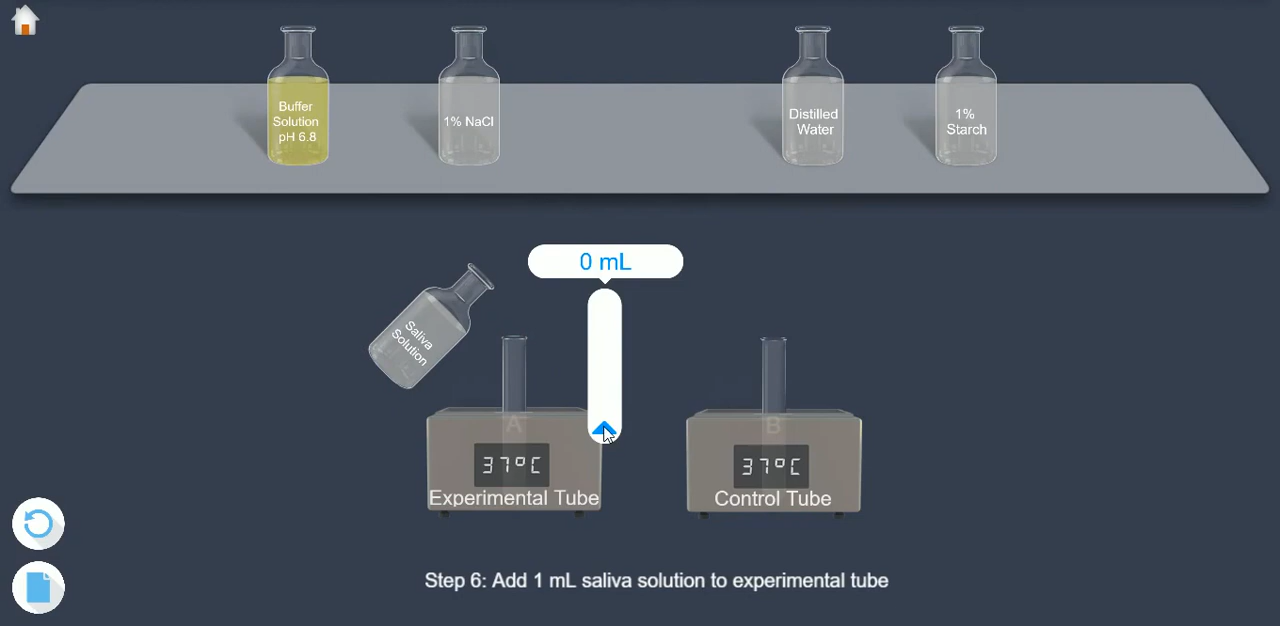 Buffer
Solution
pH 6.8
1% NaCl
Distilled
Water
1%
Starch
0 mL
Saliva
Solution
A
B
37°C
37°C
Experimental Tube
Control Tube
Step 6: Add 1 mL saliva solution to experimental tube